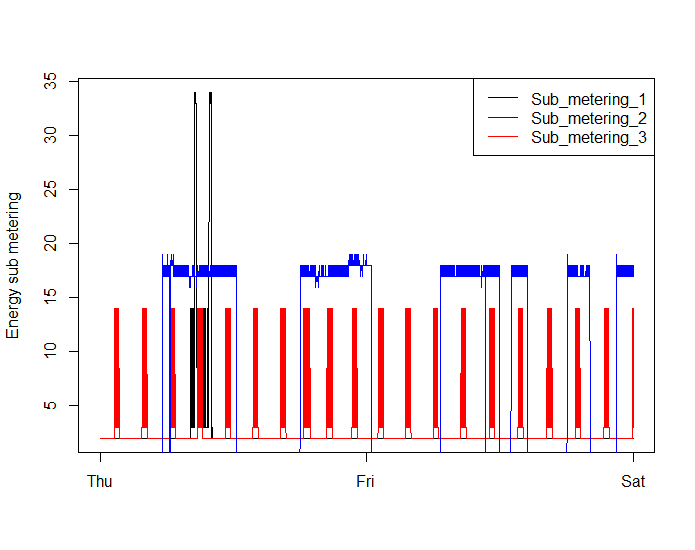 Energy sub metering
35
30
25
20
15
10
5
Sub_metering_1
Sub_metering_2
Sub_metering_3
Thu
Fri
Sat